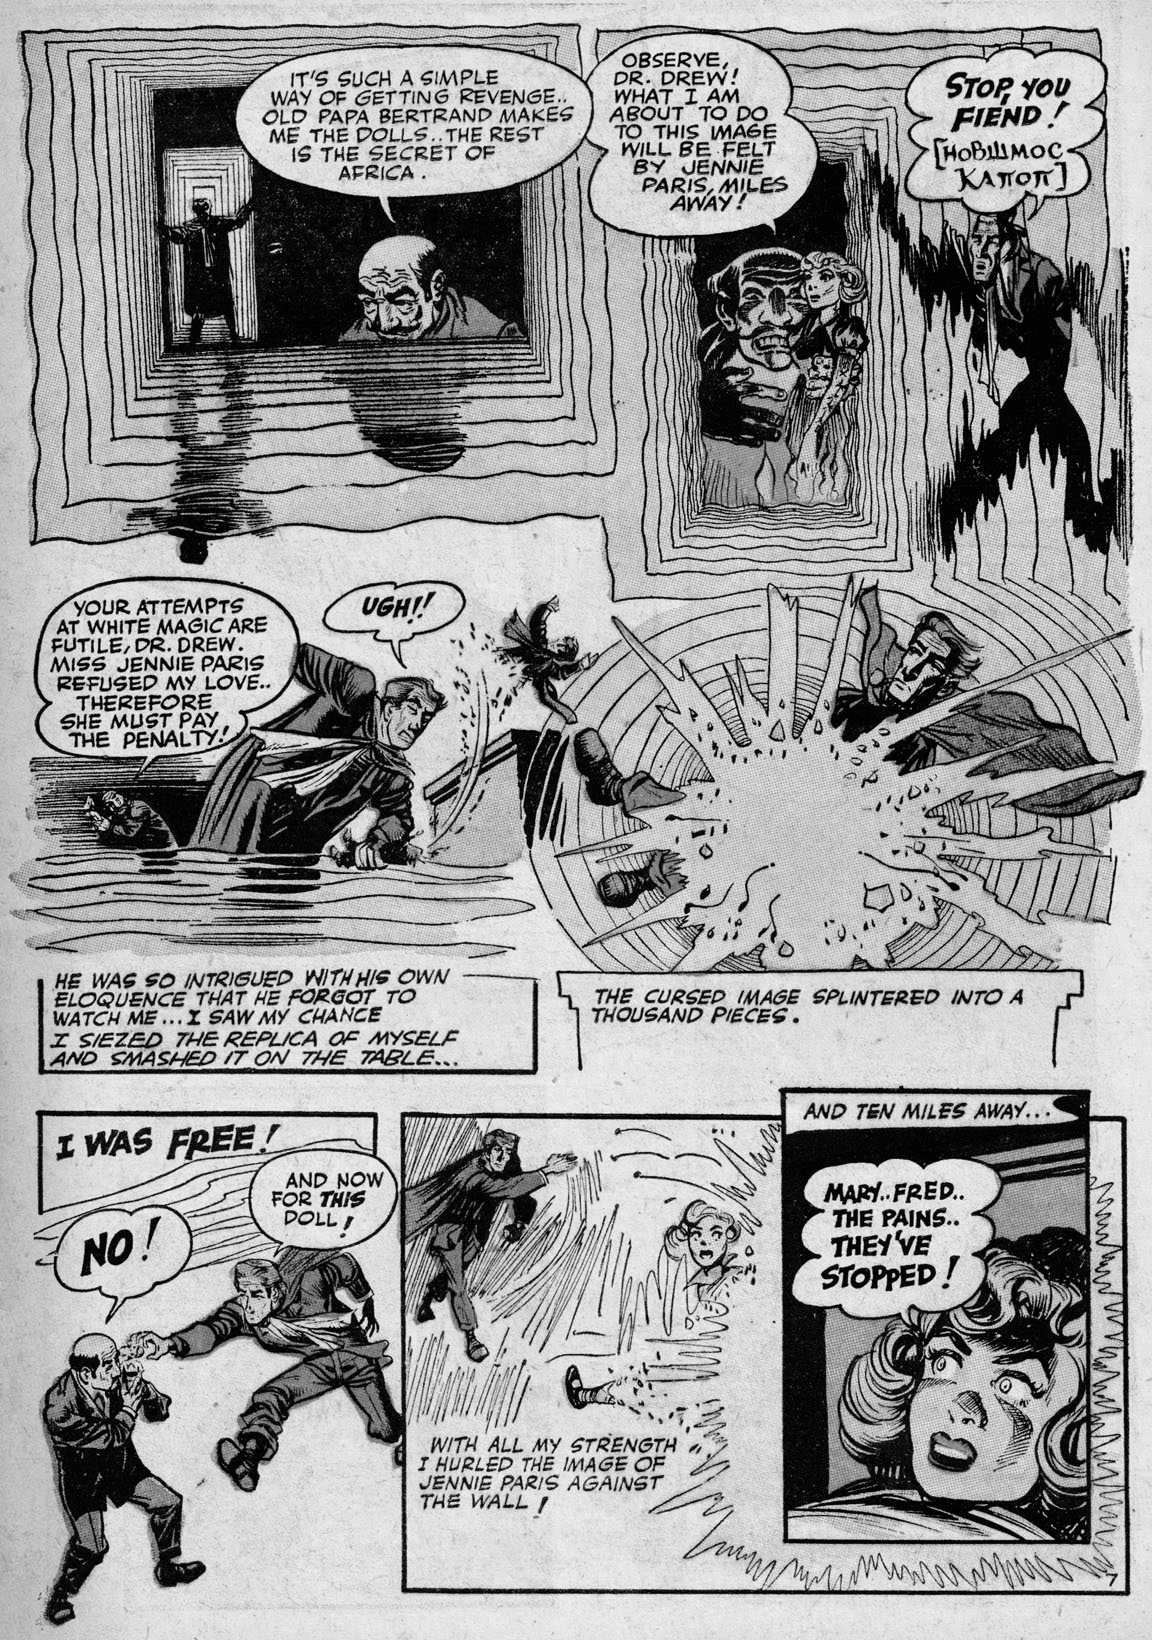 IT'S SUCH A SIMPLE
WAY OF GETTING REVENGE..
OLD PAPA BERTRAND MAKES
ME THE DOLLS..THE REST
IS THE SECRET OF
AFRICA.
OBSERVE,
DR. DREW!
WHAT I AM
ABOUT TO DO
TO THIS IMAGE
WILL BE FELT
BY JENNIE
PARIS, MILES
AWAY!
STOP, YOU
FIEND!
[НОВШМОС
КАПОП]
YOUR ATTEMPTS
AT WHITE MAGIC ARE
FUTILE, DR. DREW.
MISS JENNIE PARIS
REFUSED MY LOVE..
THEREFORE
SHE MUST PAY
THE PENALTY!
UGH!!
HE WAS SO INTRIGUED WITH HIS OWN
ELOQUENCE THAT HE FORGOT TO
WATCH ME... I SAW MY CHANCE
I SIEZED THE REPLICA OF MYSELF
AND SMASHED IT ON THE TABLE...
THE CURSED IMAGE SPLINTERED INTO A
THOUSAND PIECES.
I WAS FREE!
NO!
AND NOW
FOR THIS
DOLL!
WITH ALL MY STRENGTH
I HURLED THE IMAGE OF
JENNIE PARIS AGAINST
THE WALL!
AND TEN MILES AWAY...
MARY..FRED..
THE PAINS..
THEY'VE
STOPPED!
7